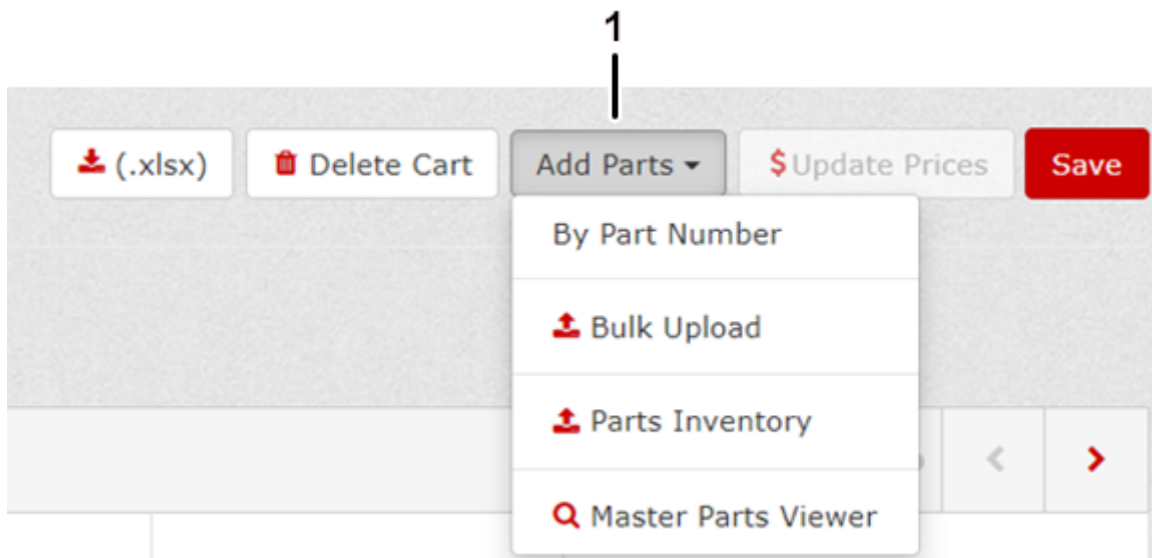 1
(.xlsx) Delete Cart Add Parts $Update Prices Save
By Part Number
Bulk Upload
Parts Inventory
Master Parts Viewer